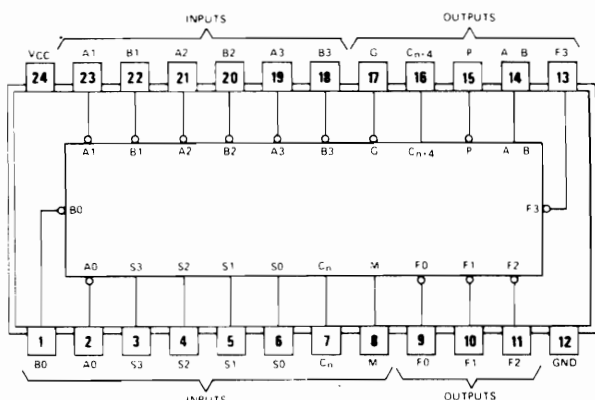 INPUTS OUTPUTS
VCC A1 B1 A2 B2 A3 B3 G Cn-4 P A B F3
24 23 22 21 20 19 18 17 16 15 14 13
A1 B1 A2 B2 A3 B3 G Cn-4 P A B
B0 F3
A0 S3 S2 S1 S0 Cn M F0 F1 F2
1 2 3 4 5 6 7 8 9 10 11 12
B0 A0 S3 S2 S1 S0 Cn M F0 F1 F2 GND
INPUTS OUTPUTS